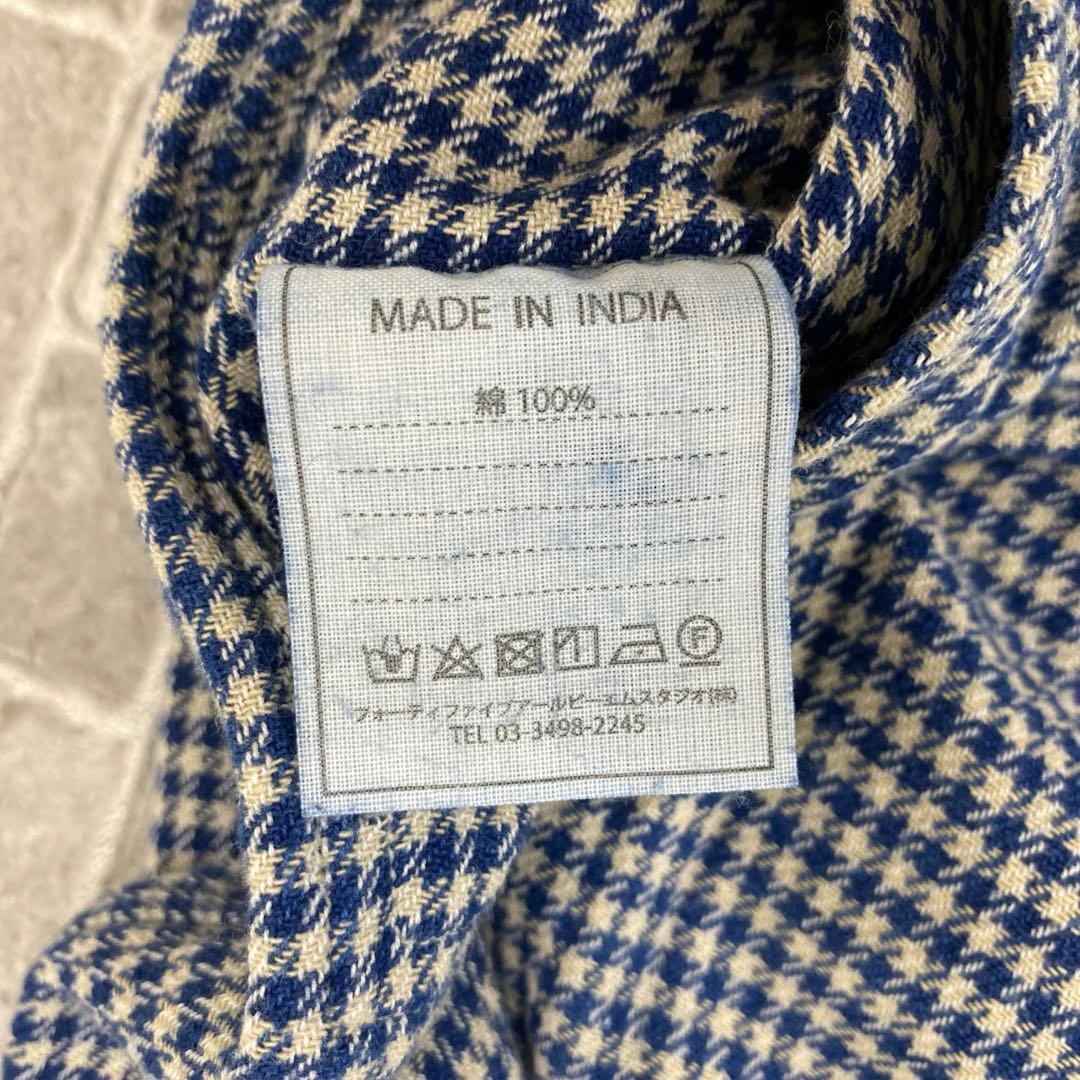 MADE IN INDIA
綿 100%
F
フォーティファイブアールピーエムスタジオ(株)
TEL 03-3498-2245